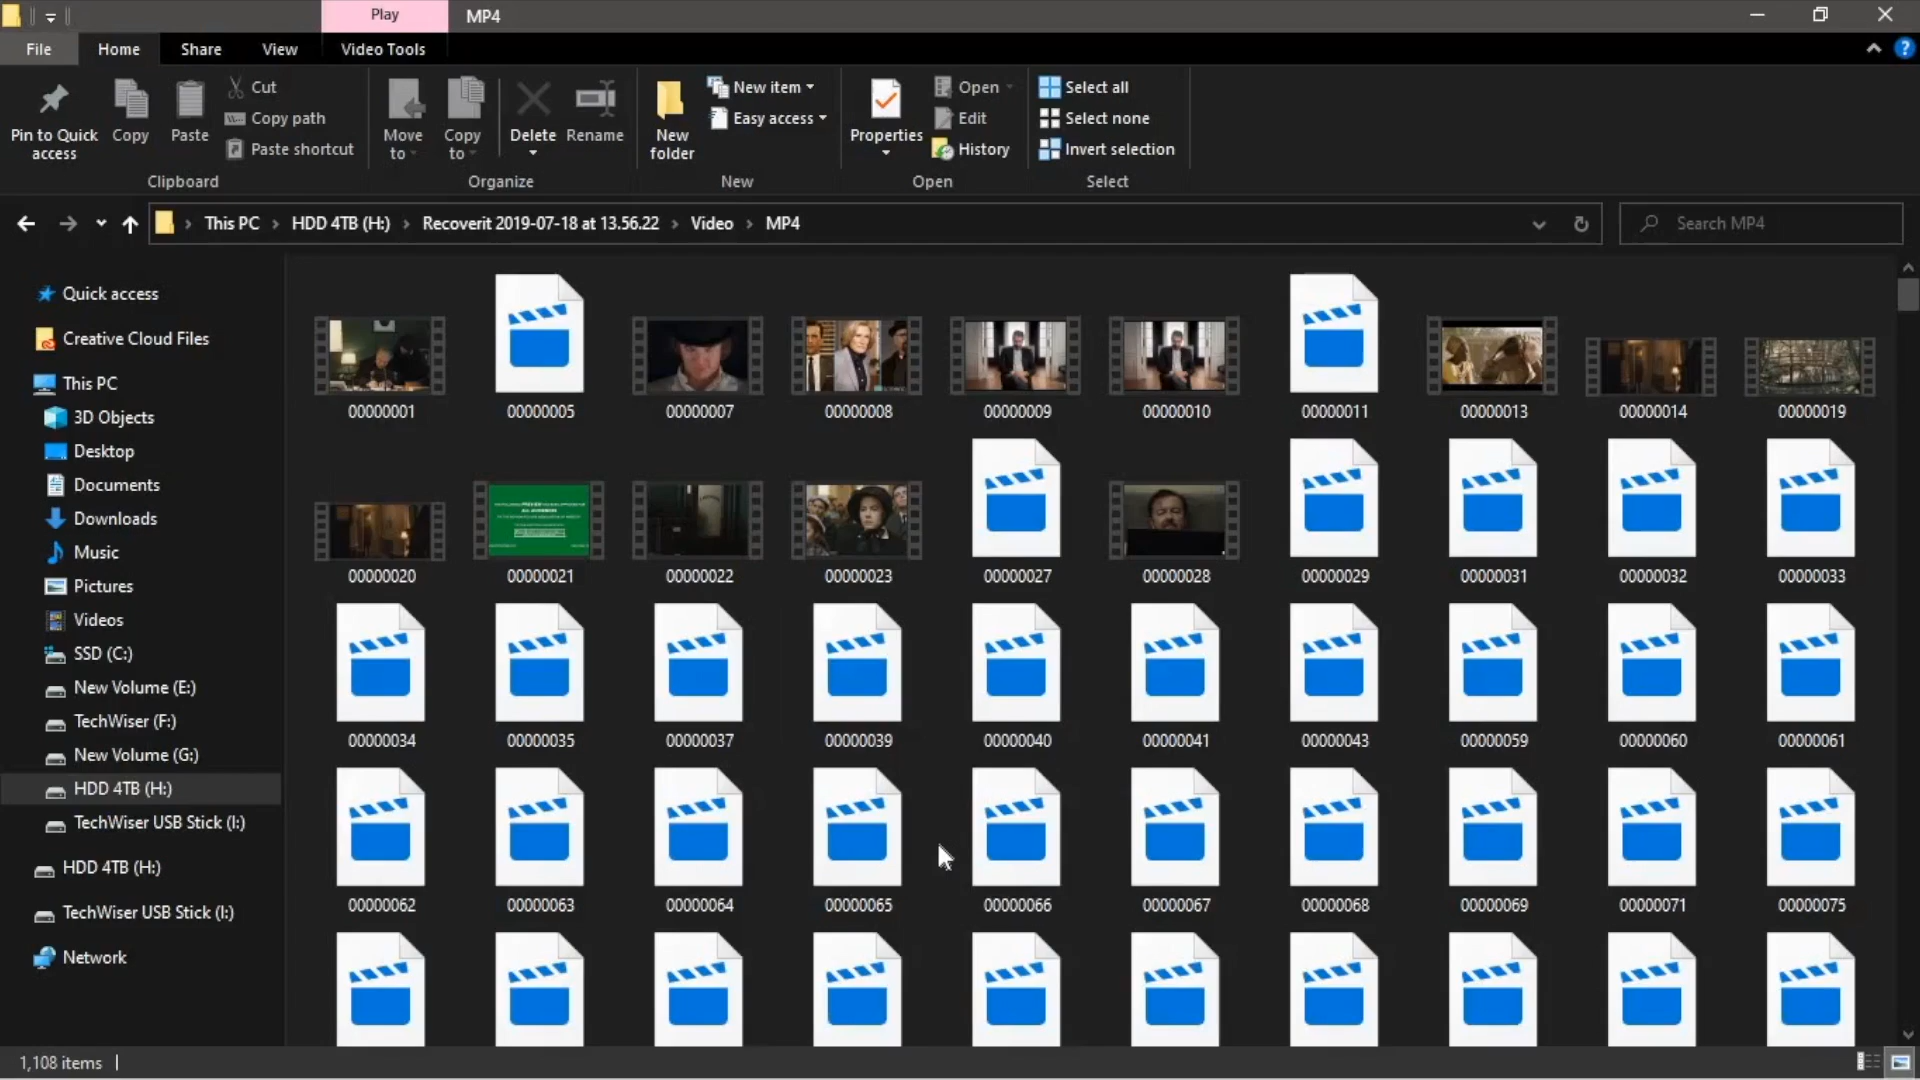 Play MP4
File Home Share View Video Tools
Pin to Quick access
Copy
Paste
Cut
Copy path
Paste shortcut
Clipboard
Move to
Copy to
Delete
Rename
Organize
New folder
New item
Easy access
New
Properties
Open
Edit
History
Open
Select all
Select none
Invert selection
Select
This PC > HDD 4TB (H:) > Recoverit 2019-07-18 at 13.56.22 > Video > MP4
Search MP4
Quick access
Creative Cloud Files
This PC
3D Objects
Desktop
Documents
Downloads
Music
Pictures
Videos
SSD (C:)
New Volume (E:)
TechWiser (F:)
New Volume (G:)
HDD 4TB (H:)
TechWiser USB Stick (I:)
HDD 4TB (H:)
TechWiser USB Stick (I:)
Network
00000001 00000005 00000007 00000008 00000009 00000010 00000011 00000013 00000014 00000019
00000020 00000021 00000022 00000023 00000027 00000028 00000029 00000031 00000032 00000033
00000034 00000035 00000037 00000039 00000040 00000041 00000043 00000059 00000060 00000061
00000062 00000063 00000064 00000065 00000066 00000067 00000068 00000069 00000071 00000075
1,108 items